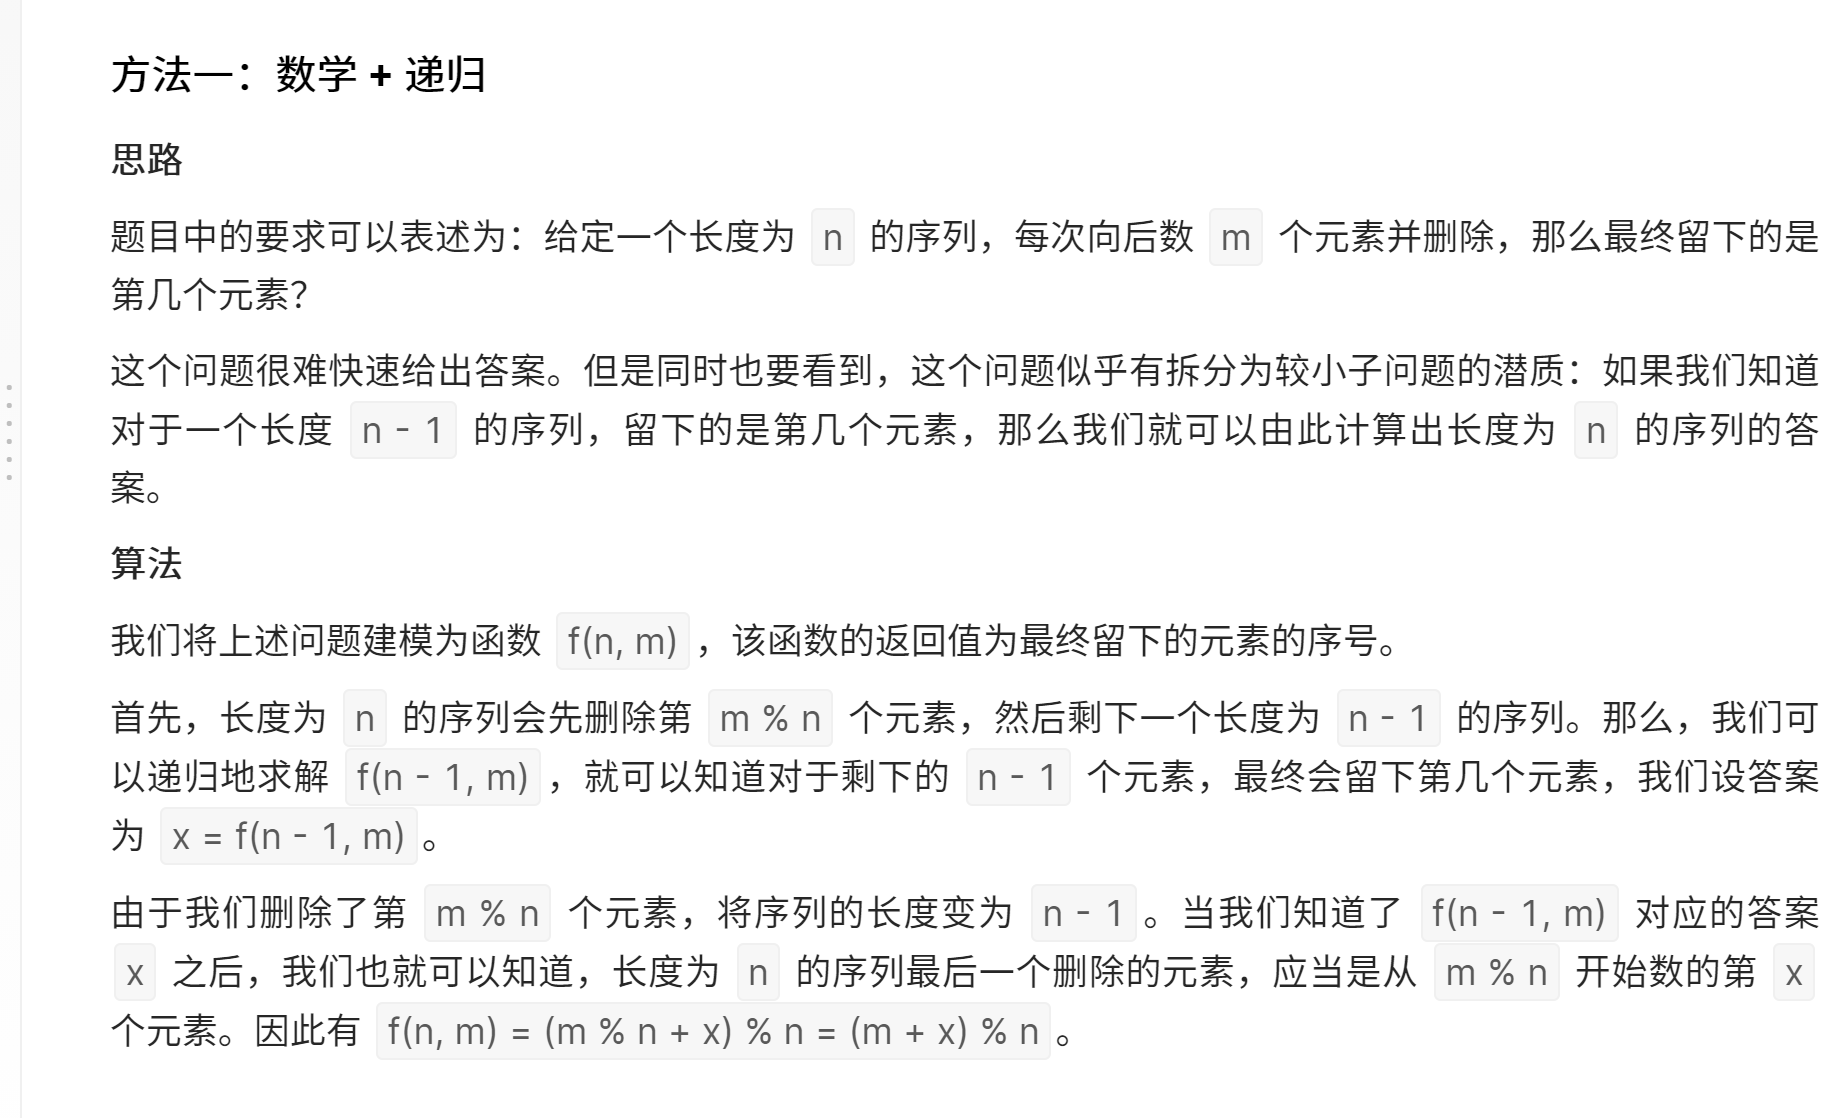 方法一：数学 + 递归
思路
题目中的要求可以表述为：给定一个长度为 n 的序列，每次向后数 m 个元素并删除，那么最终留下的是
第几个元素？
这个问题很难快速给出答案。但是同时也要看到，这个问题似乎有拆分为较小子问题的潜质：如果我们知道
对于一个长度 n - 1 的序列，留下的是第几个元素，那么我们就可以由此计算出长度为 n 的序列的答
案。
算法
我们将上述问题建模为函数 f(n, m)，该函数的返回值为最终留下的元素的序号。
首先，长度为 n 的序列会先删除第 m % n 个元素，然后剩下一个长度为 n - 1 的序列。那么，我们可
以递归地求解 f(n - 1, m)，就可以知道对于剩下的 n - 1 个元素，最终会留下第几个元素，我们设答案
为 x = f(n - 1, m)。
由于我们删除了第 m % n 个元素，将序列的长度变为 n - 1。当我们知道了 f(n - 1, m) 对应的答案
x 之后，我们也就可以知道，长度为 n 的序列最后一个删除的元素，应当是从 m % n 开始数的第 x
个元素。因此有 f(n, m) = (m % n + x) % n = (m + x) % n。